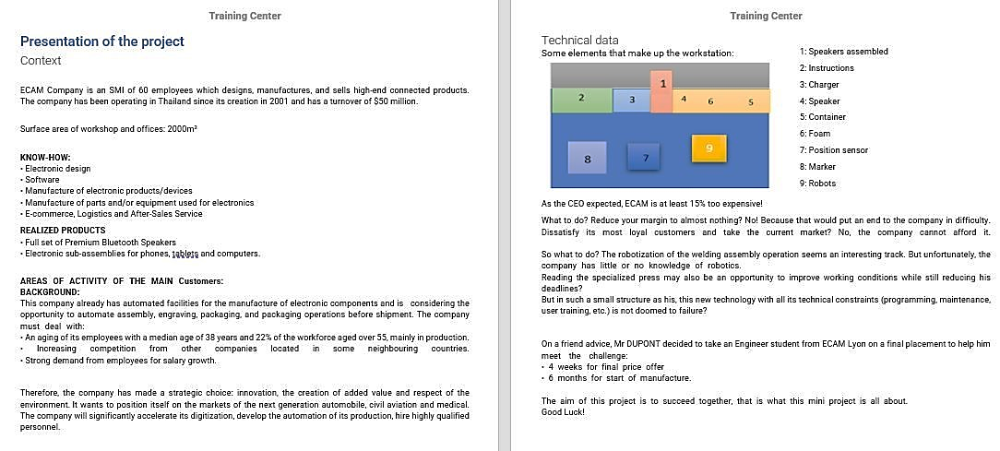 Training Center
Presentation of the project
Context
ECAM Company is an SMI of 60 employees which designs, manufactures, and sells high-end connected products.
The company has been operating in Thailand since its creation in 2001 and has a turnover of $50 million.
Surface area of workshop and offices: 2000m²
KNOW-HOW:
• Electronic design
• Software
• Manufacture of electronic products/devices
• Manufacture of parts and/or equipment used for electronics
• E-commerce, Logistics and After-Sales Service
REALIZED PRODUCTS
• Full set of Premium Bluetooth Speakers
• Electronic sub-assemblies for phones, tablets and computers.
AREAS OF ACTIVITY OF THE MAIN Customers:
BACKGROUND:
This company already has automated facilities for the manufacture of electronic components and is considering the
opportunity to automate assembly, engraving, packaging, and packaging operations before shipment. The company
must deal with:
• An aging of its employees with a median age of 38 years and 22% of the workforce aged over 55, mainly in production.
• Increasing competition from other companies located in some neighbouring countries.
• Strong demand from employees for salary growth.
Therefore, the company has made a strategic choice: innovation, the creation of added value and respect of the
environment. It wants to position itself on the markets of the next generation automobile, civil aviation and medical.
The company will significantly accelerate its digitization, develop the automation of its production, hire highly qualified
personnel.
Training Center
Technical data
Some elements that make up the workstation:
1
2
3
4
6
5
8
7
9
1: Speakers assembled
2: Instructions
3: Charger
4: Speaker
5: Container
6: Foam
7: Position sensor
8: Marker
9: Robots
As the CEO expected, ECAM is at least 15% too expensive!
What to do? Reduce your margin to almost nothing? No! Because that would put an end to the company in difficulty.
Dissatisfy its most loyal customers and take the current market? No, the company cannot afford it.
So what to do? The robotization of the welding assembly operation seems an interesting track. But unfortunately, the
company has little or no knowledge of robotics.
Reading the specialized press may also be an opportunity to improve working conditions while still reducing his
deadlines?
But in such a small structure as his, this new technology with all its technical constraints (programming, maintenance,
user training, etc.) is not doomed to failure?
On a friend advice, Mr DUPONT decided to take an Engineer student from ECAM Lyon on a final placement to help him
meet the challenge:
• 4 weeks for final price offer
• 6 months for start of manufacture.
The aim of this project is to succeed together, that is what this mini project is all about.
Good Luck!